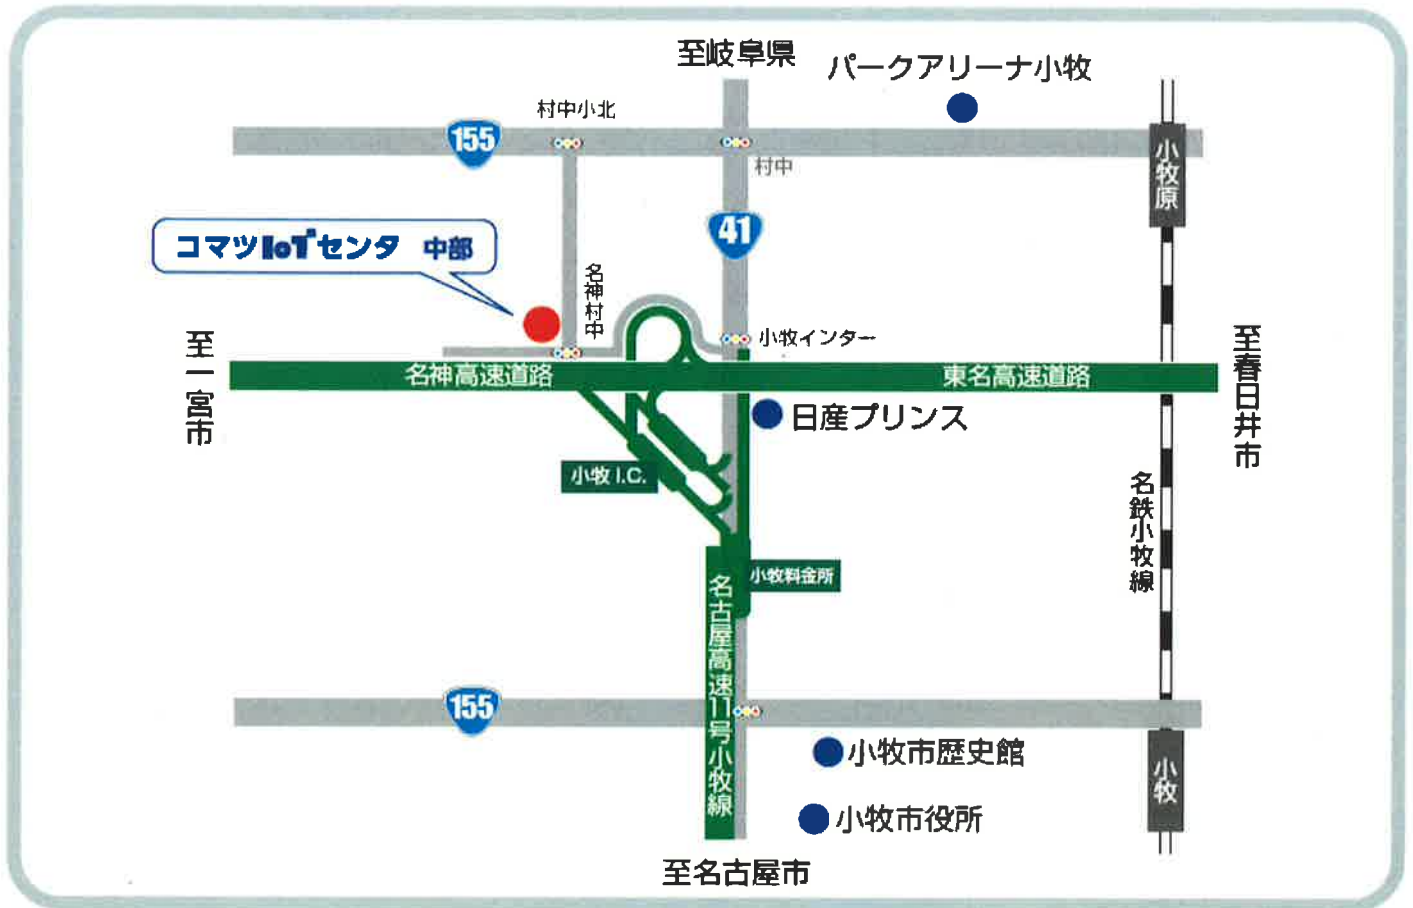 至岐阜県
パークアリーナ小牧
村中小北
155
村中
小牧原
41
コマツIoTセンタ 中部
名神村中
小牧インター
至一宮市
名神高速道路
東名高速道路
至春日井市
日産プリンス
小牧 I.C.
名鉄小牧線
小牧料金所
名古屋高速11号小牧線
155
小牧市歴史館
小牧
小牧市役所
至名古屋市